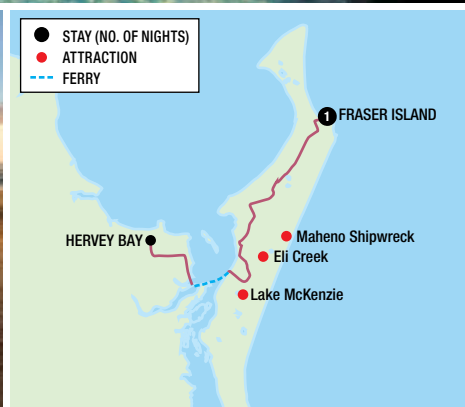 STAY (NO. OF NIGHTS)
ATTRACTION
FERRY
1 FRASER ISLAND
Maheno Shipwreck
HERVEY BAY
Eli Creek
Lake McKenzie